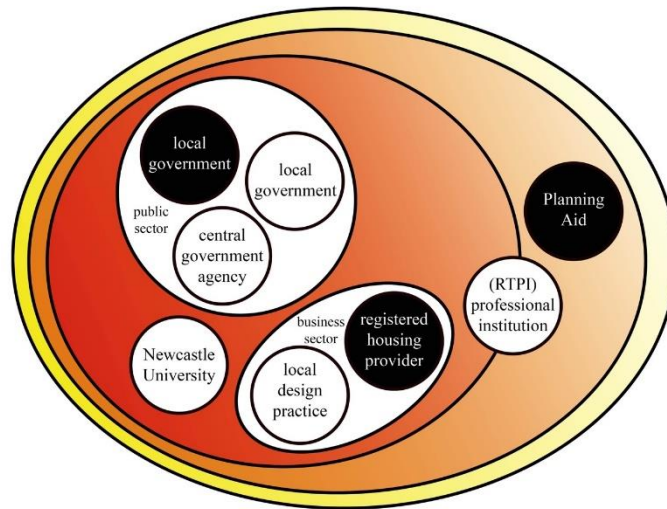 local
government
local
government
public
sector
central
government
agency
Planning
Aid
(RTPI)
professional
institution
business
sector
registered
housing
provider
Newcastle
University
local
design
practice